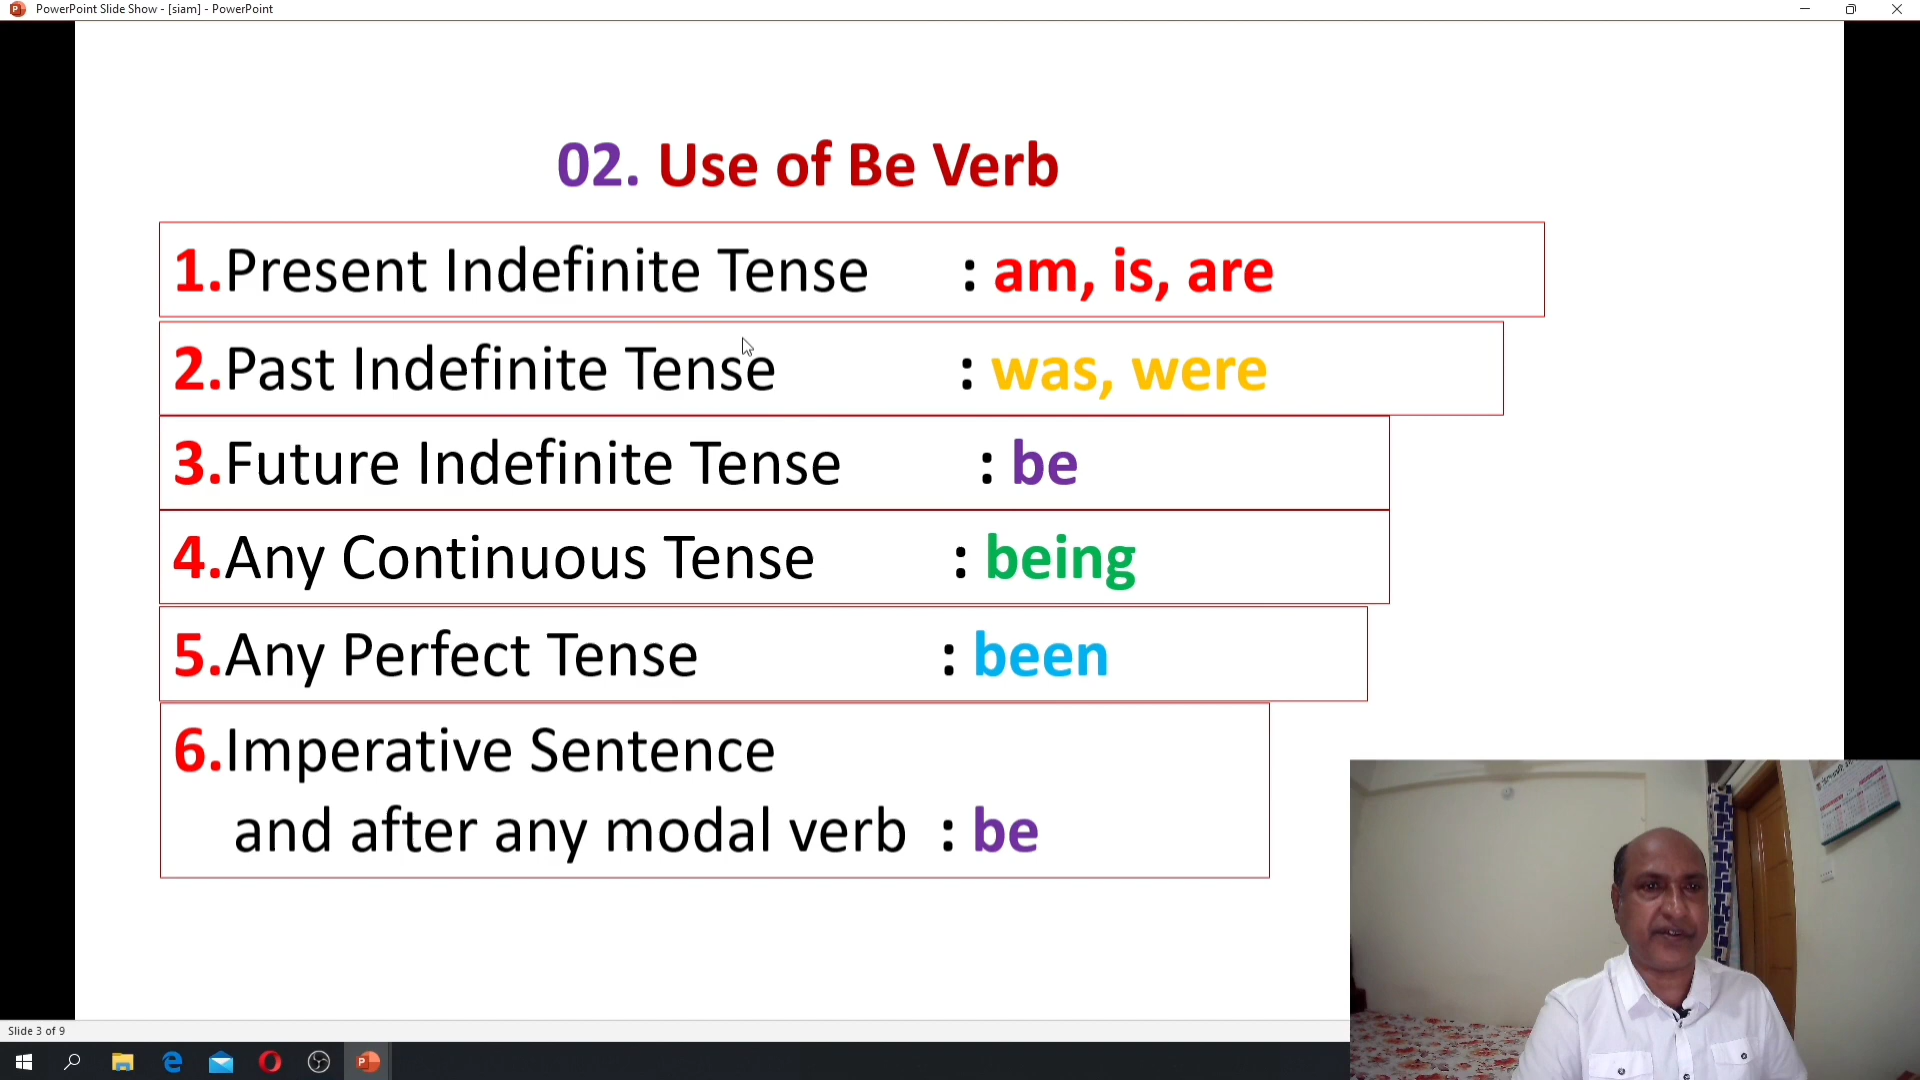 PowerPoint Slide Show - [siam] - PowerPoint
02. Use of Be Verb
1.Present Indefinite Tense : am, is, are
2.Past Indefinite Tense : was, were
3.Future Indefinite Tense : be
4.Any Continuous Tense : being
5.Any Perfect Tense : been
6.Imperative Sentence
and after any modal verb : be
Slide 3 of 9